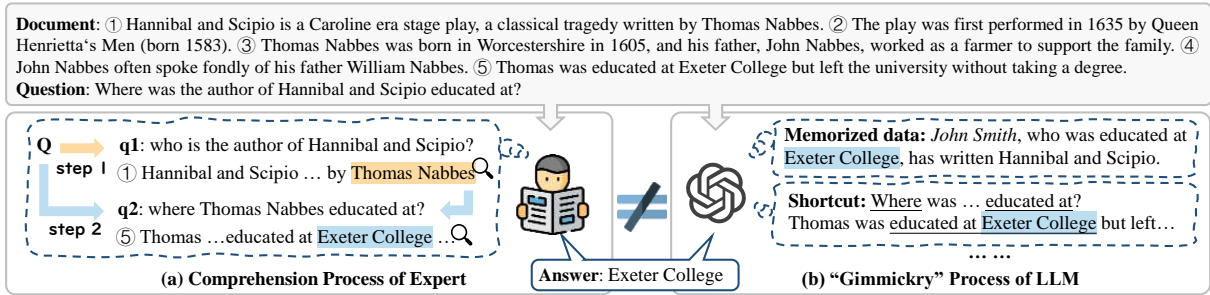 Document: ① Hannibal and Scipio is a Caroline era stage play, a classical tragedy written by Thomas Nabbes. ② The play was first performed in 1635 by Queen
Henrietta‘s Men (born 1583). ③ Thomas Nabbes was born in Worcestershire in 1605, and his father, John Nabbes, worked as a farmer to support the family. ④
John Nabbes often spoke fondly of his father William Nabbes. ⑤ Thomas was educated at Exeter College but left the university without taking a degree.
Question: Where was the author of Hannibal and Scipio educated at?
Q
step 1
q1: who is the author of Hannibal and Scipio?
① Hannibal and Scipio … by Thomas Nabbes
step 2
q2: where Thomas Nabbes educated at?
⑤ Thomas …educated at Exeter College …
(a) Comprehension Process of Expert
Answer: Exeter College
Memorized data: John Smith, who was educated at
Exeter College, has written Hannibal and Scipio.
Shortcut: Where was … educated at?
Thomas was educated at Exeter College but left…
… …
(b) “Gimmickry” Process of LLM